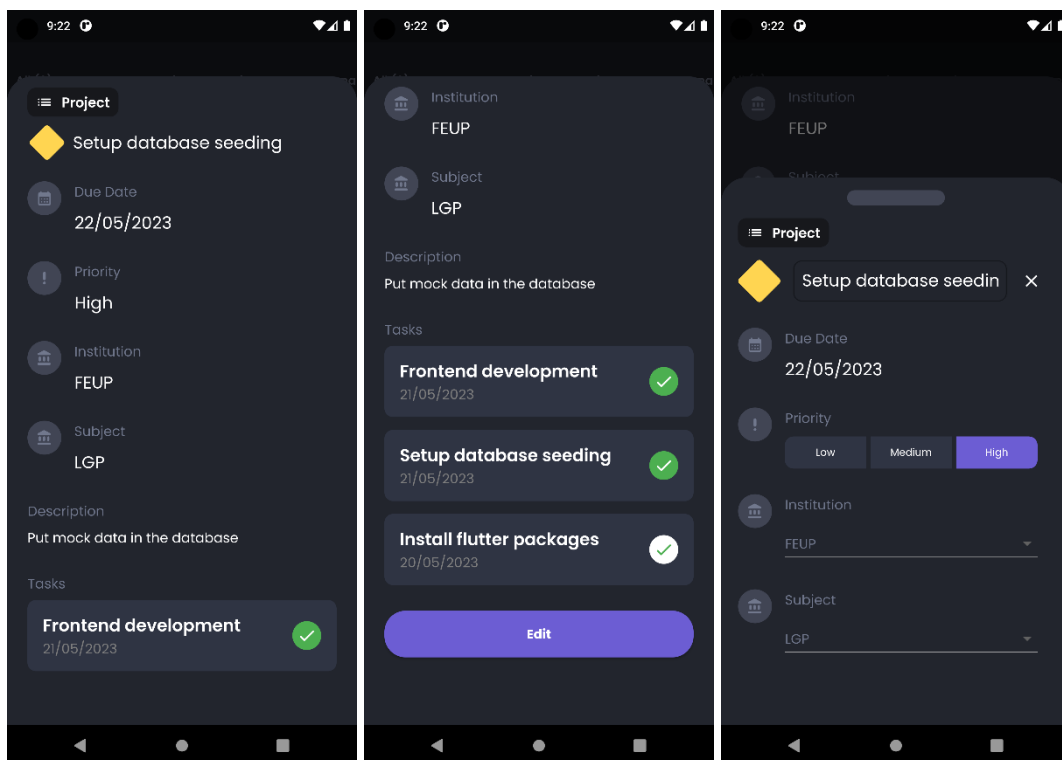 9:22
Project
Setup database seeding
Due Date
22/05/2023
Priority
High
Institution
FEUP
Subject
LGP
Description
Put mock data in the database
Tasks
Frontend development
21/05/2023
9:22
Institution
FEUP
Subject
LGP
Description
Put mock data in the database
Tasks
Frontend development
21/05/2023
Setup database seeding
21/05/2023
Install flutter packages
20/05/2023
Edit
9:22
Institution
FEUP
Subject
Project
Setup database seedin
Due Date
22/05/2023
Priority
Low Medium High
Institution
FEUP
Subject
LGP